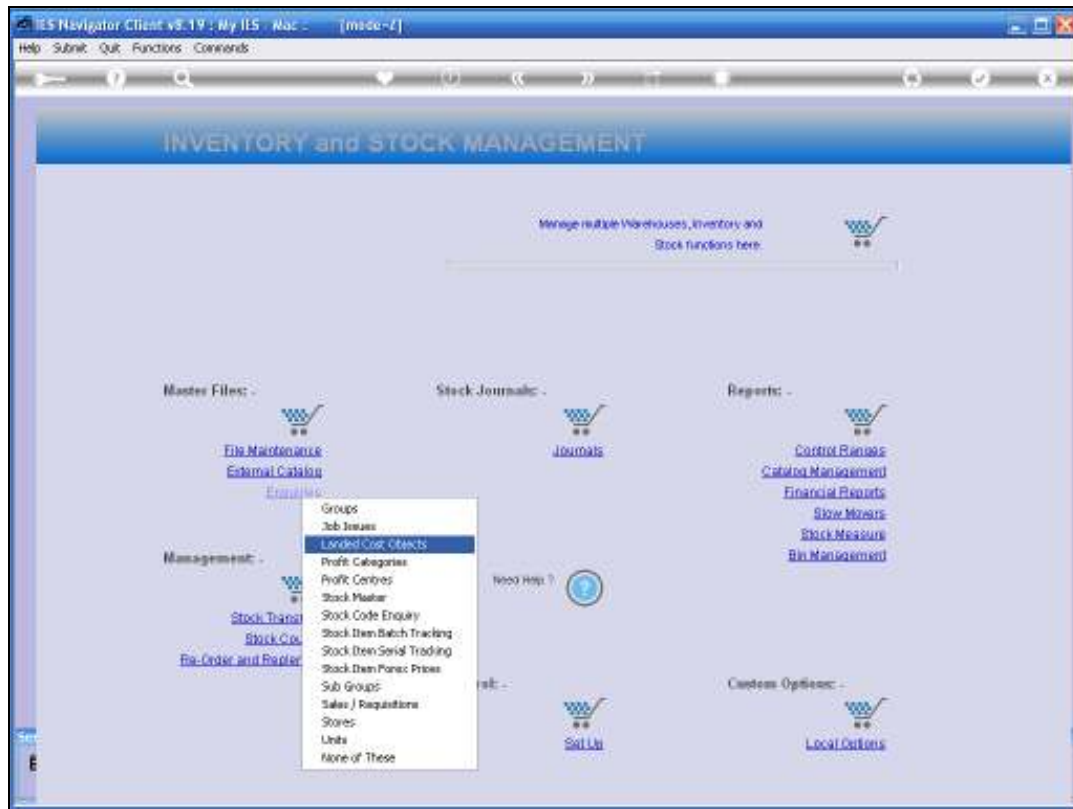 IES Navigator Client v8.19 : My IES - Mac :
Help Submit Quit Functions Commands
INVENTORY and STOCK MANAGEMENT
Manage multiple Warehouses, Inventory and
Stock functions here.
Master Files: -
Stock Journals: -
Reports: -
File Maintenance
Journals
Control Ranges
External Catalog
Catalog Management
Enquiries
Financial Reports
Slow Movers
Stock Measure
Bin Management
Groups
Job Issues
Landed Cost Objects
Profit Categories
Profit Centres
Stock Master
Stock Code Enquiry
Stock Item Batch Tracking
Stock Item Serial Tracking
Stock Item Forex Prices
Sub Groups
Sales / Requisitions
Stores
Units
None of These
Management: -
Need Help ?
Stock
Stock
Re-Order and
Custom Options: -
Set Up
Local Options